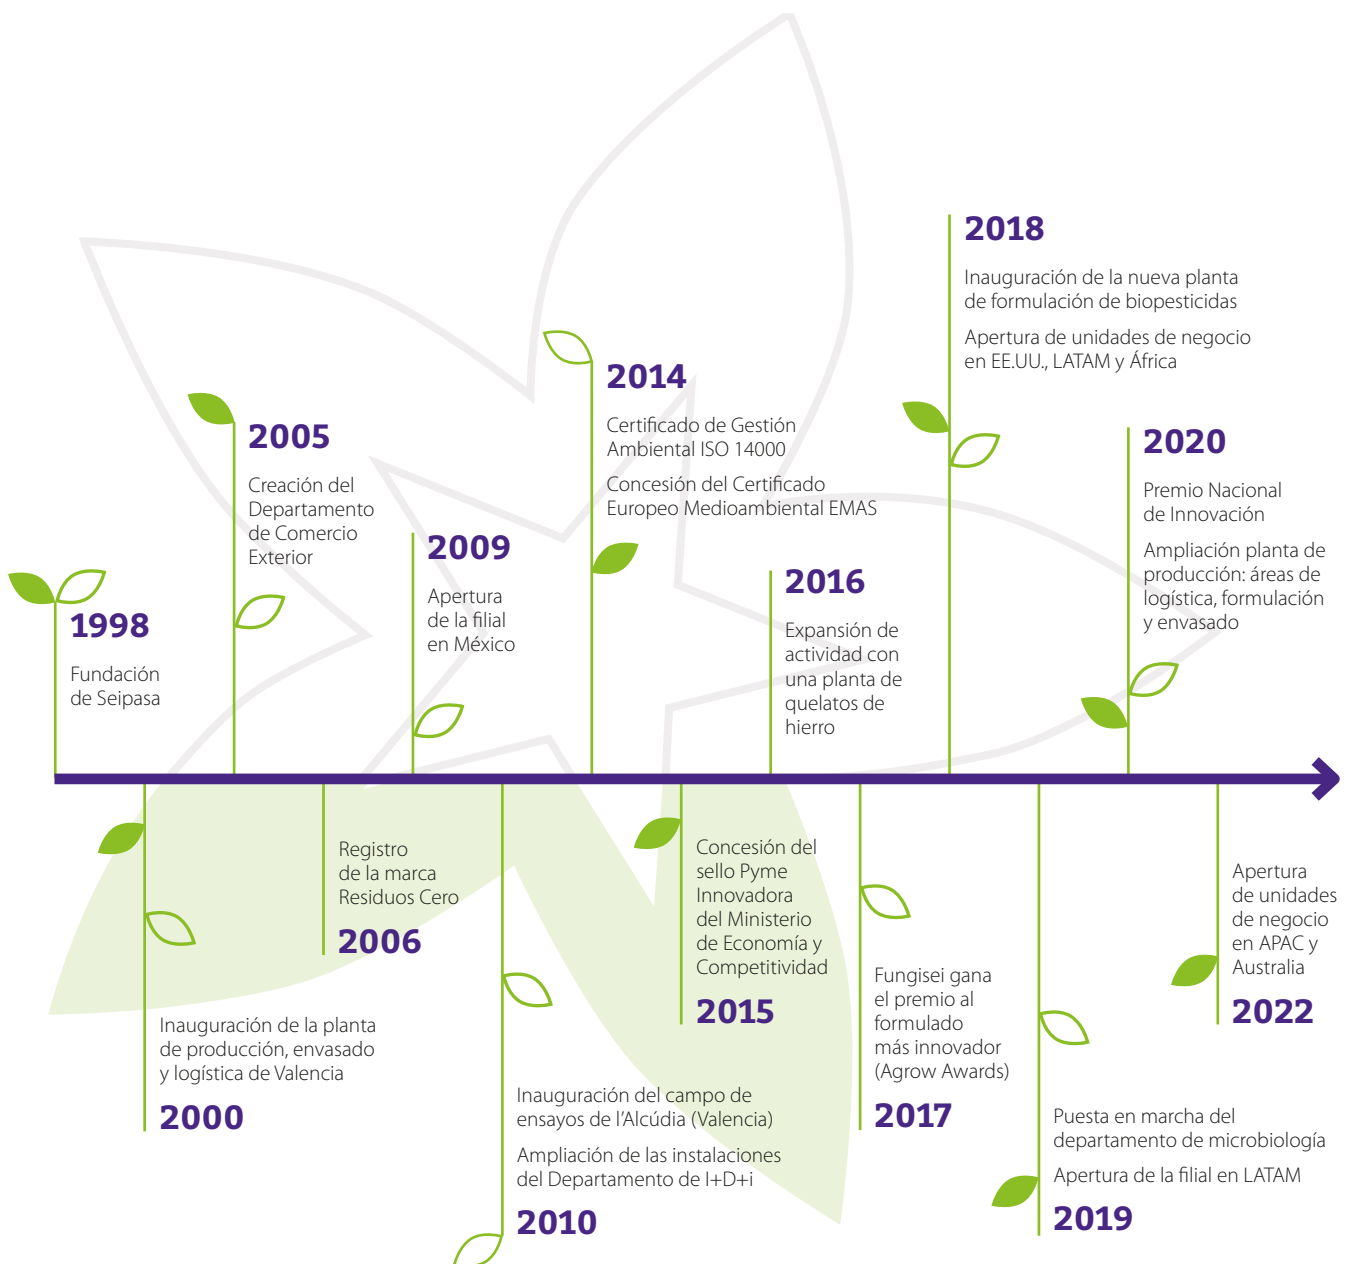 1998
Fundación
de Seipasa
Inauguración de la planta
de producción, envasado
y logística de Valencia
2000
2005
Creación del
Departamento
de Comercio
Exterior
Registro
de la marca
Residuos Cero
2006
2009
Apertura
de la filial
en México
Inauguración del campo de
ensayos de l'Alcúdia (Valencia)
Ampliación de las instalaciones
del Departamento de I+D+i
2010
2014
Certificado de Gestión
Ambiental ISO 14000
Concesión del Certificado
Europeo Medioambiental EMAS
Concesión del
sello Pyme
Innovadora
del Ministerio
de Economía y
Competitividad
2015
2016
Expansión de
actividad con
una planta de
quelatos de
hierro
Fungisei gana
el premio al
formulado
más innovador
(Agrow Awards)
2017
2018
Inauguración de la nueva planta
de formulación de biopesticidas
Apertura de unidades de negocio
en EE.UU., LATAM y África
Puesta en marcha del
departamento de microbiología
Apertura de la filial en LATAM
2019
2020
Premio Nacional
de Innovación
Ampliación planta de
producción: áreas de
logística, formulación
y envasado
Apertura
de unidades
de negocio
en APAC y
Australia
2022